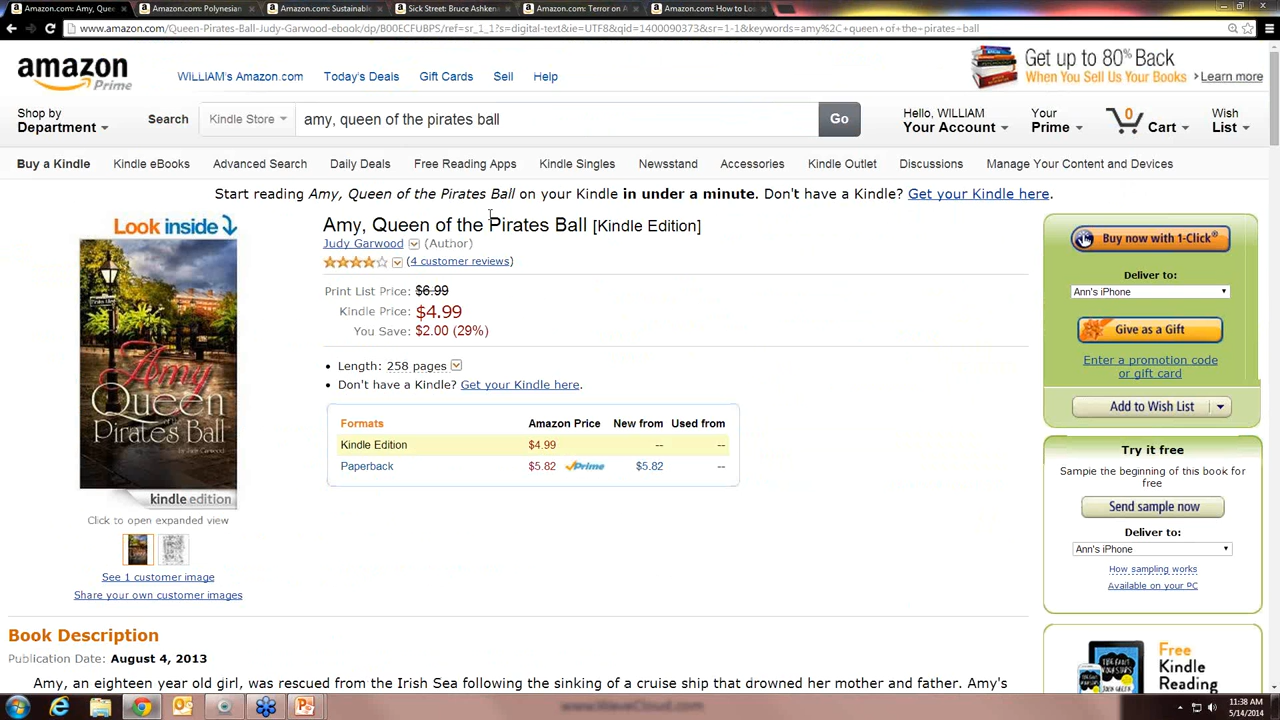 Amazon.com: Amy, Quee
Amazon.com: Polynesian
Amazon.com: Sustainable
Sick Street: Bruce Ashken
Amazon.com: Terror on A
Amazon.com: How to Lo
www.amazon.com/Queen-Pirates-Ball-Judy-Garwood-ebook/dp/B00ECFUBPS/ref=sr_1_1?s=digital-text&ie=UTF8&qid=1400090373&sr=1-1&keywords=amy%2C+queen+of+the+pirates+ball
amazon
Prime
WILLIAM's Amazon.com Today's Deals Gift Cards Sell Help
Get up to 80% Back
When You Sell Us Your Books
Learn more
Shop by
Department
Search
Kindle Store
amy, queen of the pirates ball
Go
Hello, WILLIAM
Your Account
Your
Prime
0
Cart
Wish
List
Buy a Kindle Kindle eBooks Advanced Search Daily Deals Free Reading Apps Kindle Singles Newsstand Accessories Kindle Outlet Discussions Manage Your Content and Devices
Start reading Amy, Queen of the Pirates Ball on your Kindle in under a minute. Don't have a Kindle? Get your Kindle here.
Look inside
Amy
Queen
of the
Pirates Ball
by Judy Garwood
kindle edition
Click to open expanded view
See 1 customer image
Share your own customer images
Amy, Queen of the Pirates Ball [Kindle Edition]
Judy Garwood (Author)
(4 customer reviews)
Print List Price: $6.99
Kindle Price: $4.99
You Save: $2.00 (29%)
Length: 258 pages
Don't have a Kindle? Get your Kindle here.
Formats Amazon Price New from Used from
Kindle Edition $4.99 -- --
Paperback $5.82 Prime $5.82 --
Buy now with 1-Click®
Deliver to:
Ann's iPhone
Give as a Gift
Enter a promotion code
or gift card
Add to Wish List
Try it free
Sample the beginning of this book for
free
Send sample now
Deliver to:
Ann's iPhone
How sampling works
Available on your PC
Free
Kindle
Reading
Book Description
Publication Date: August 4, 2013
Amy, an eighteen year old girl, was rescued from the Irish Sea following the sinking of a cruise ship that drowned her mother and father. Amy's
www.WaveCloud.com
11:38 AM
5/14/2014